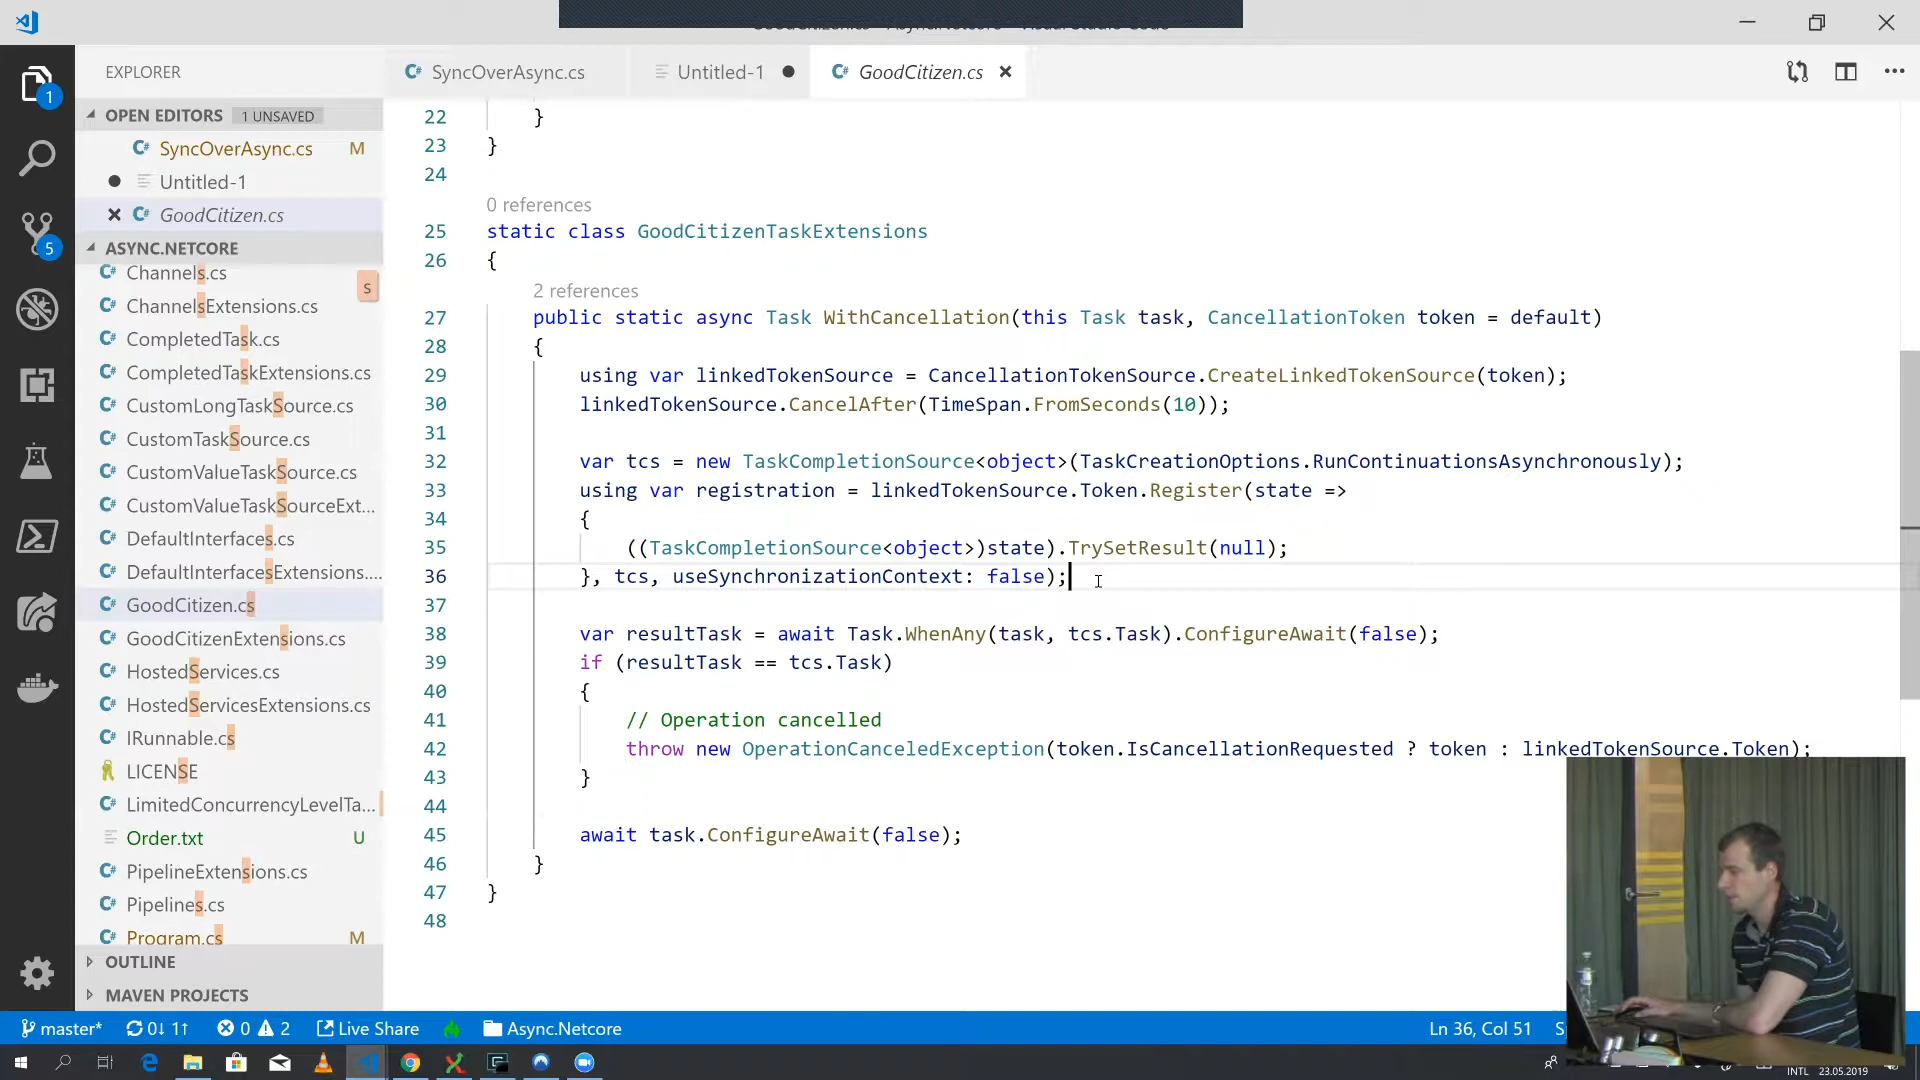 EXPLORER
SyncOverAsync.cs
Untitled-1
GoodCitizen.cs
OPEN EDITORS 1 UNSAVED
SyncOverAsync.cs M
Untitled-1
GoodCitizen.cs
ASYNC.NETCORE
Channels.cs
s
ChannelsExtensions.cs
CompletedTask.cs
CompletedTaskExtensions.cs
CustomLongTaskSource.cs
CustomTaskSource.cs
CustomValueTaskSource.cs
CustomValueTaskSourceExt...
DefaultInterfaces.cs
DefaultInterfacesExtensions....
GoodCitizen.cs
GoodCitizenExtensions.cs
HostedServices.cs
HostedServicesExtensions.cs
IRunnable.cs
LICENSE
LimitedConcurrencyLevelTa...
Order.txt U
PipelineExtensions.cs
Pipelines.cs
Program.cs M
OUTLINE
MAVEN PROJECTS
1
5
22 }
23 }
24
0 references
25 static class GoodCitizenTaskExtensions
26 {
2 references
27 public static async Task WithCancellation(this Task task, CancellationToken token = default)
28 {
29 using var linkedTokenSource = CancellationTokenSource.CreateLinkedTokenSource(token);
30 linkedTokenSource.CancelAfter(TimeSpan.FromSeconds(10));
31
32 var tcs = new TaskCompletionSource<object>(TaskCreationOptions.RunContinuationsAsynchronously);
33 using var registration = linkedTokenSource.Token.Register(state =>
34 {
35 ((TaskCompletionSource<object>)state).TrySetResult(null);
36 }, tcs, useSynchronizationContext: false);
37
38 var resultTask = await Task.WhenAny(task, tcs.Task).ConfigureAwait(false);
39 if (resultTask == tcs.Task)
40 {
41 // Operation cancelled
42 throw new OperationCanceledException(token.IsCancellationRequested ? token : linkedTokenSource.Token);
43 }
44
45 await task.ConfigureAwait(false);
46 }
47 }
48
master* 0↓ 1↑ 0 2 Live Share Async.Netcore Ln 36, Col 51
INTL 23.05.2019